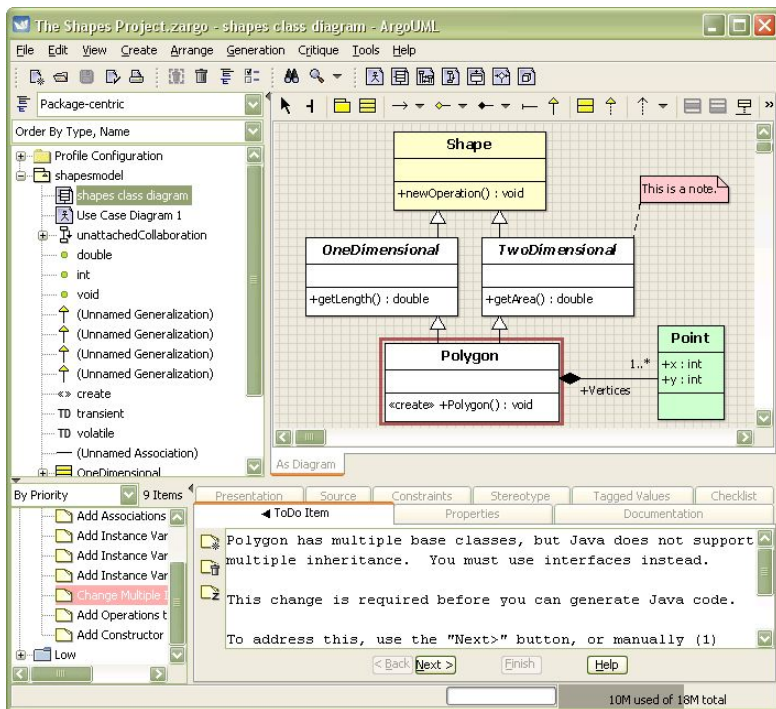 The Shapes Project.zargo - shapes class diagram - ArgoUML
File Edit View Create Arrange Generation Critique Tools Help
Package-centric
Order By Type, Name
Profile Configuration
shapesmodel
shapes class diagram
Use Case Diagram 1
unattachedCollaboration
double
int
void
(Unnamed Generalization)
(Unnamed Generalization)
(Unnamed Generalization)
(Unnamed Generalization)
«» create
TD transient
TD volatile
(Unnamed Association)
OneDimensional
Shape
+newOperation() : void
This is a note.
OneDimensional
+getLength() : double
TwoDimensional
+getArea() : double
Polygon
«create» +Polygon() : void
1..*
+Vertices
Point
+x : int
+y : int
As Diagram
By Priority 9 Items
Add Associations
Add Instance Var
Add Instance Var
Add Instance Var
Change Multiple I
Add Operations t
Add Constructor
Low
Presentation Source Constraints Stereotype Tagged Values Checklist
ToDo Item Properties Documentation
Polygon has multiple base classes, but Java does not support
multiple inheritance. You must use interfaces instead.
This change is required before you can generate Java code.
To address this, use the "Next>" button, or manually (1)
< Back Next > Finish Help
10M used of 18M total